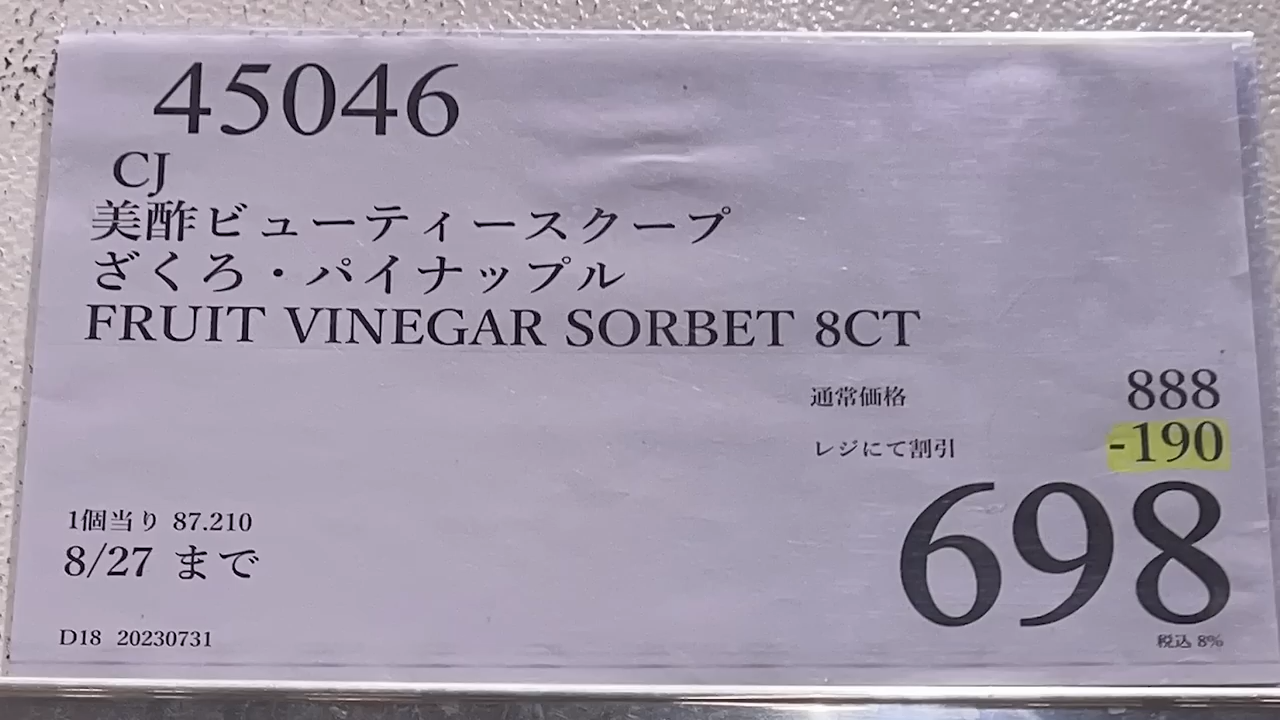 45046
CJ
美酢ビューティースクープ
ざくろ・パイナップル
FRUIT VINEGAR SORBET 8CT
通常価格 888
レジにて割引 -190
698
税込 8%
1個当り 87.210
8/27 まで
D18 20230731